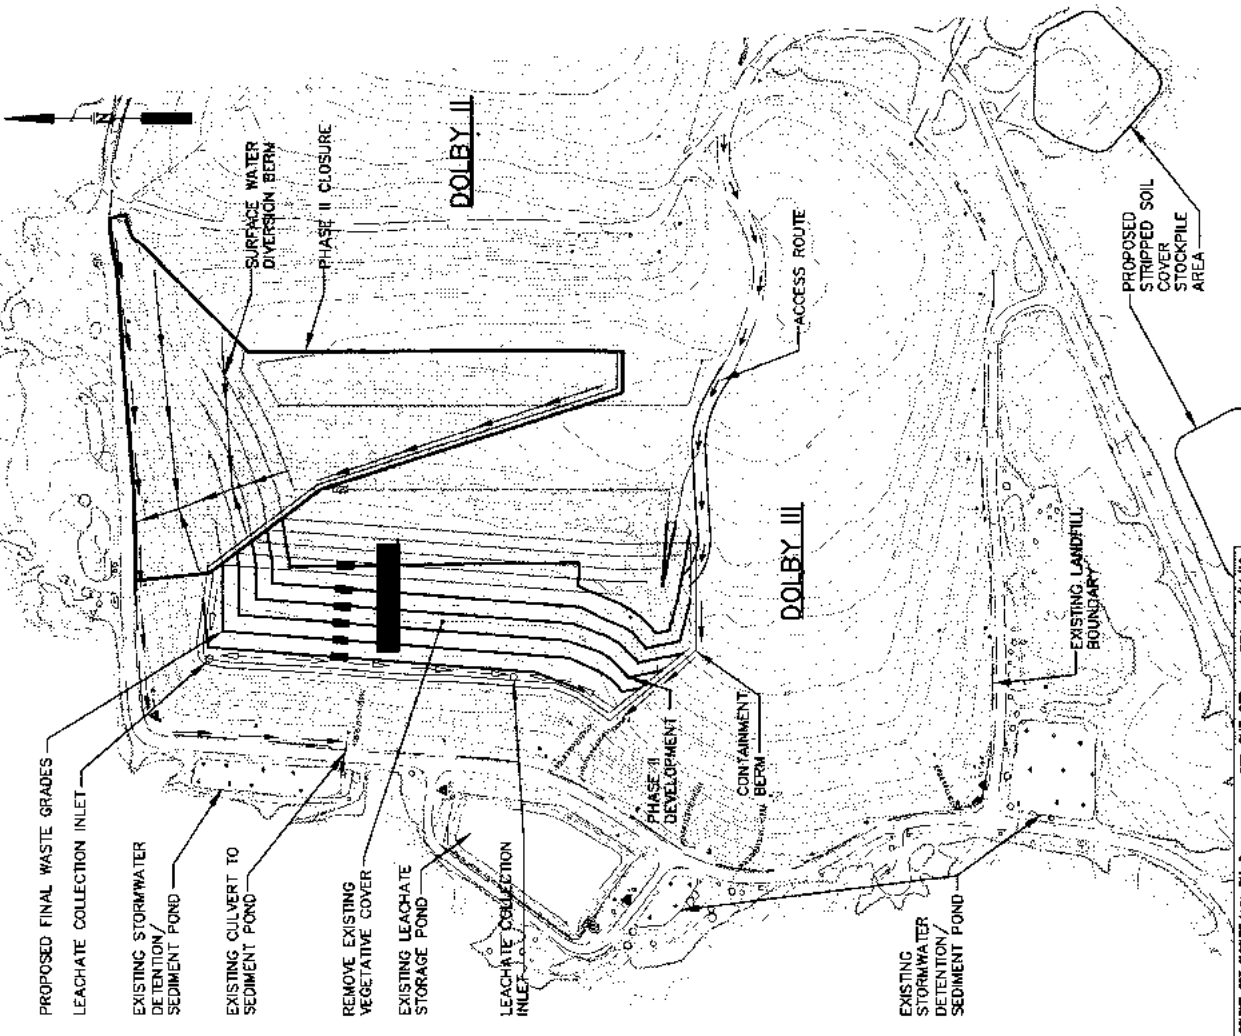 PROPOSED FINAL WASTE GRADES
LEACHATE COLLECTION INLET
EXISTING STORMWATER
DETENTION/
SEDIMENT POND
EXISTING CULVERT TO
SEDIMENT POND
REMOVE EXISTING
VEGETATIVE COVER
EXISTING LEACHATE
STORAGE POND
LEACHATE COLLECTION
INLET
EXISTING
STORMWATER
DETENTION/
SEDIMENT POND
PHASE II
DEVELOPMENT
CONTAINMENT
BERM
EXISTING LANDFILL
BOUNDARY
DOLBY III
ACCESS ROUTE
SURFACE WATER
DIVERSION BERM
PHASE II CLOSURE
DOLBY II
N
PROPOSED
STRIPPED SOIL
COVER
STOCKPILE
AREA